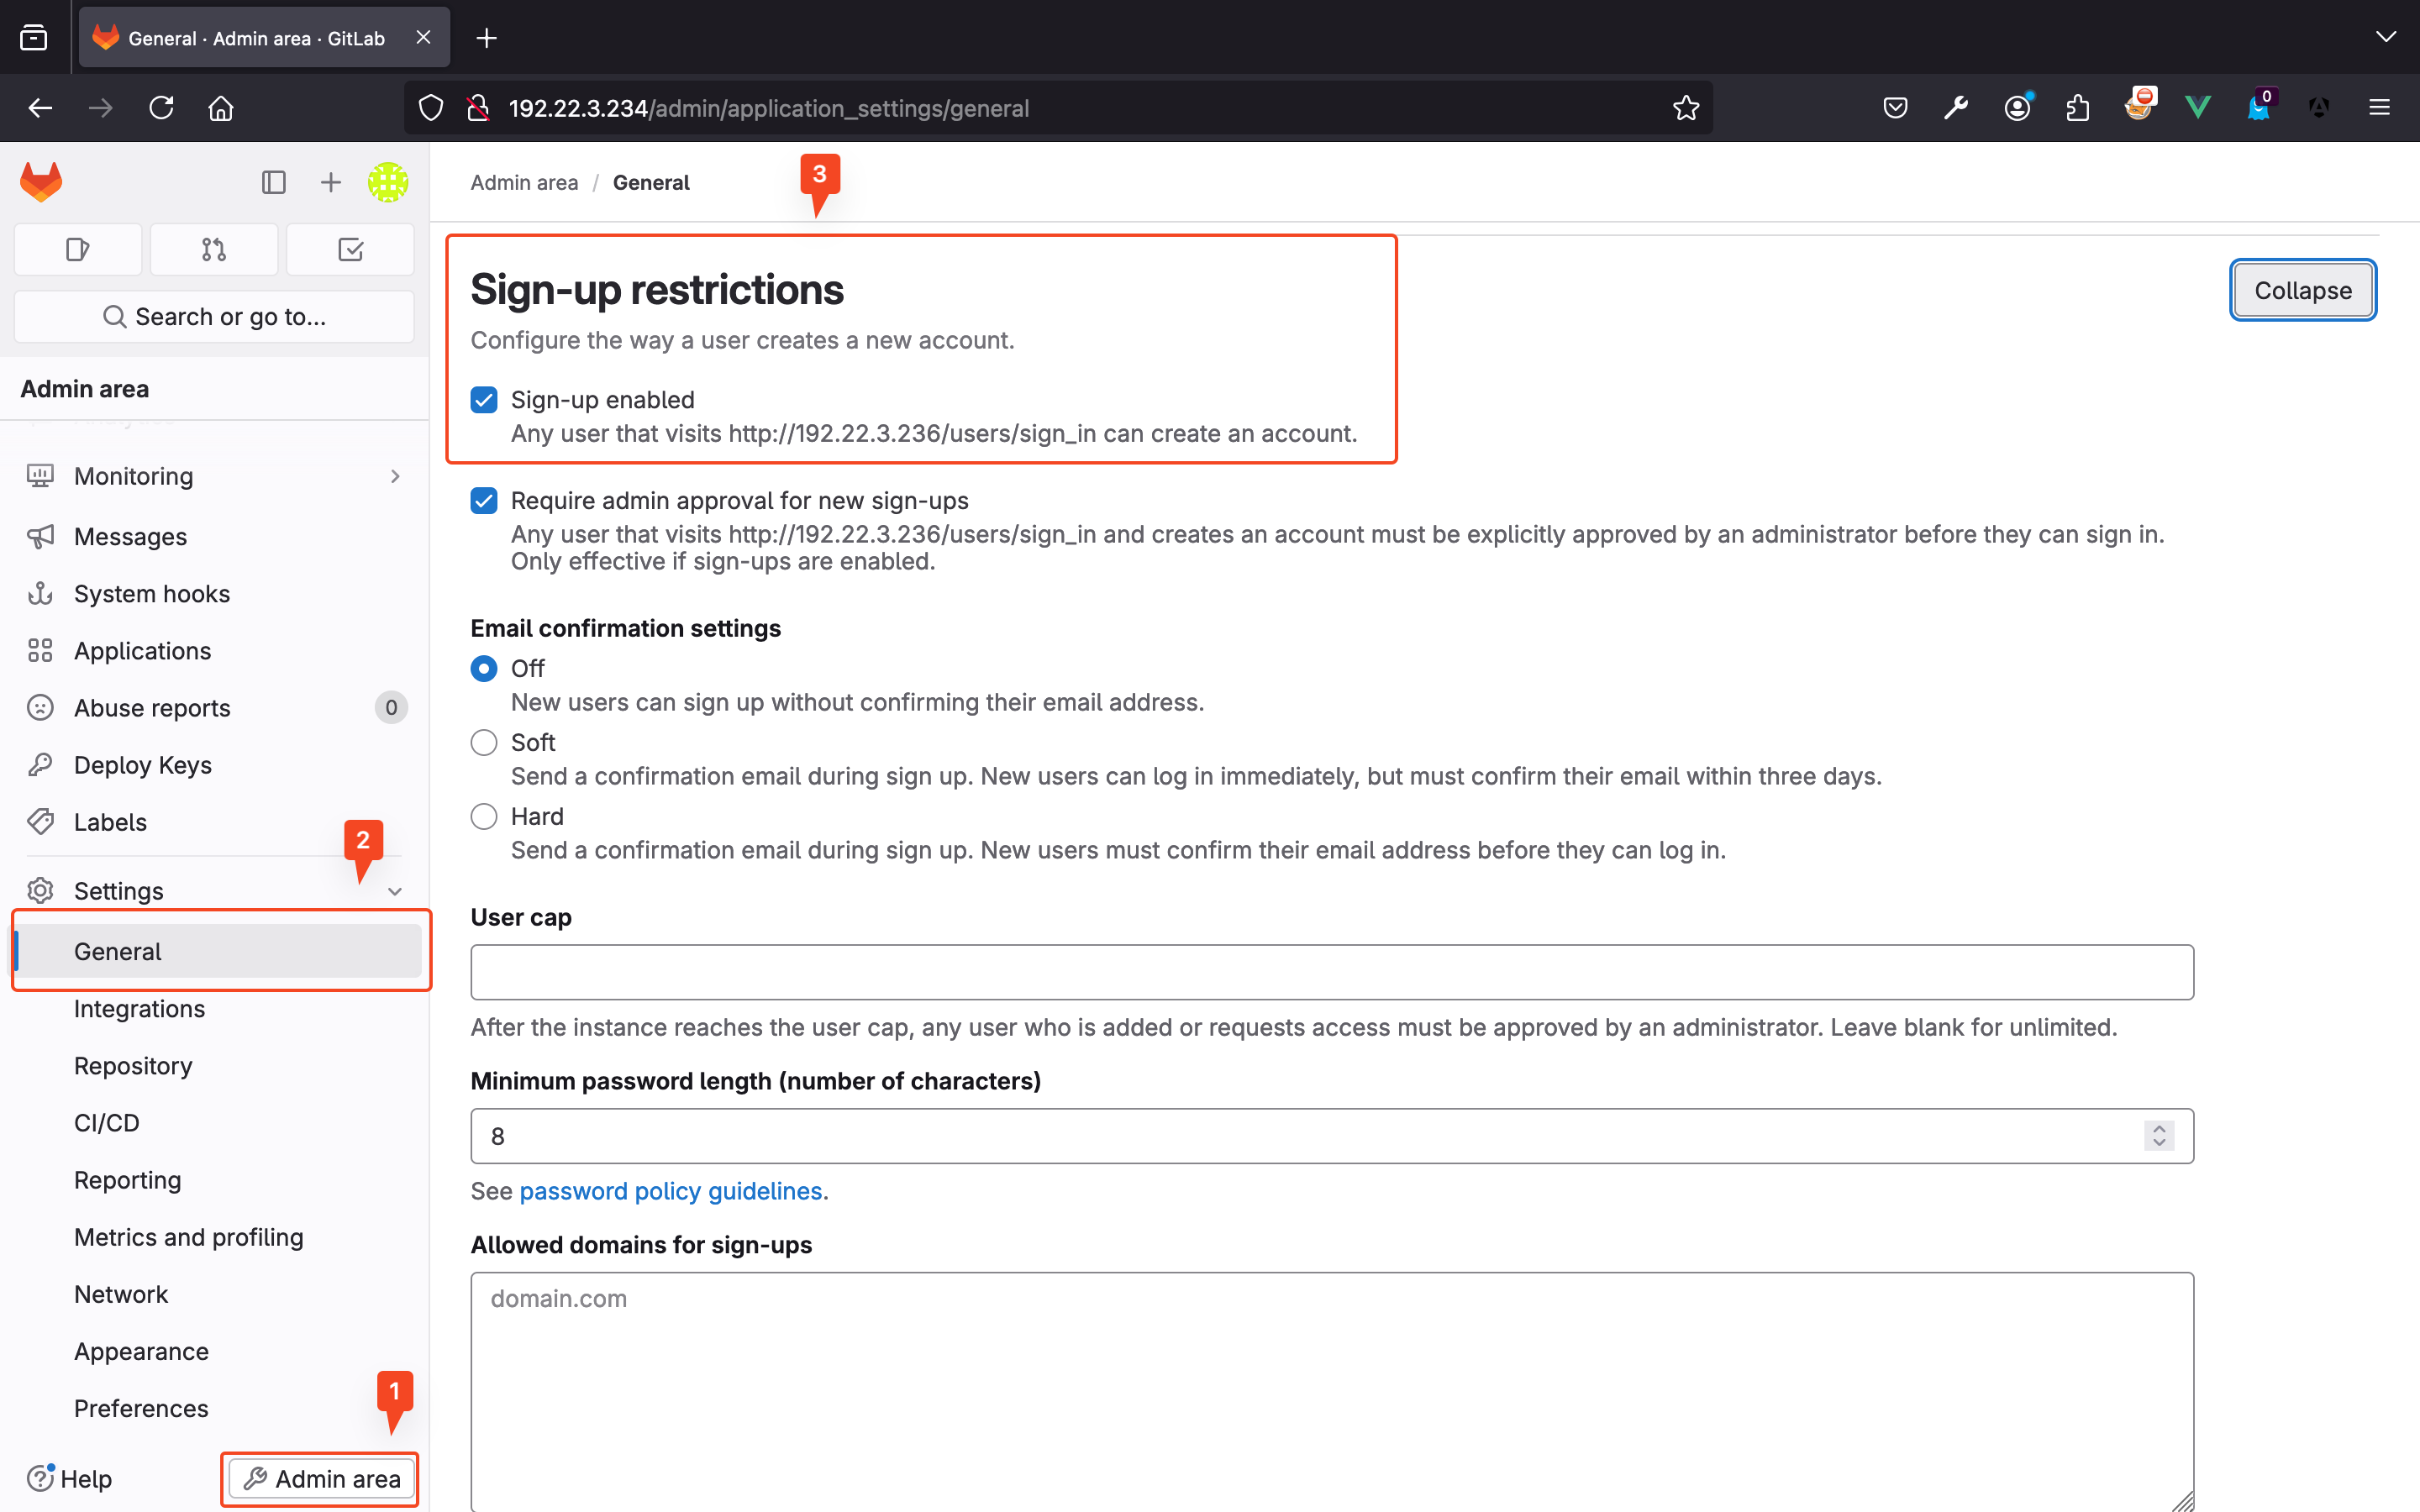 General · Admin area · GitLab
192.22.3.234/admin/application_settings/general
0
Search or go to...
Admin area
Monitoring
Messages
System hooks
Applications
Abuse reports 0
Deploy Keys
Labels
2
Settings
General
Integrations
Repository
CI/CD
Reporting
Metrics and profiling
Network
Appearance
Preferences
1
Help
Admin area
Admin area / General
3
Sign-up restrictions
Collapse
Configure the way a user creates a new account.
Sign-up enabled
Any user that visits http://192.22.3.236/users/sign_in can create an account.
Require admin approval for new sign-ups
Any user that visits http://192.22.3.236/users/sign_in and creates an account must be explicitly approved by an administrator before they can sign in.
Only effective if sign-ups are enabled.
Email confirmation settings
Off
New users can sign up without confirming their email address.
Soft
Send a confirmation email during sign up. New users can log in immediately, but must confirm their email within three days.
Hard
Send a confirmation email during sign up. New users must confirm their email address before they can log in.
User cap
After the instance reaches the user cap, any user who is added or requests access must be approved by an administrator. Leave blank for unlimited.
Minimum password length (number of characters)
8
See password policy guidelines.
Allowed domains for sign-ups
domain.com